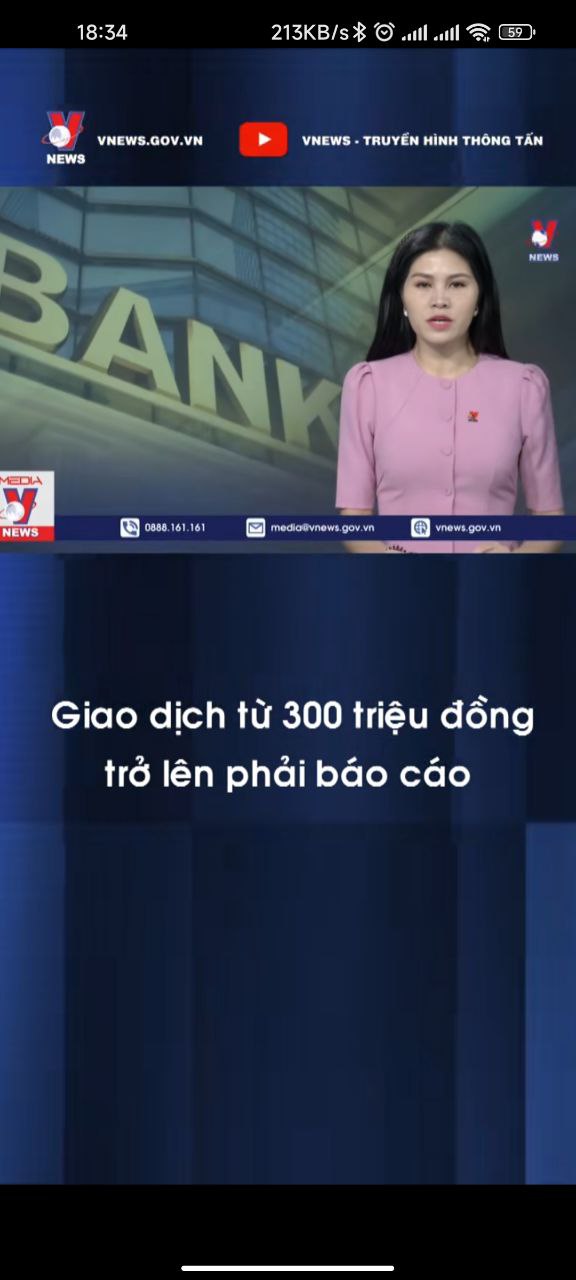 18:34
213KB/s
59
V
NEWS
VNEWS.GOV.VN
VNEWS - TRUYỀN HÌNH THÔNG TẤN
BANK
V
NEWS
MEDIA
V
NEWS
0888.161.161
media@vnews.gov.vn
vnews.gov.vn
Giao dịch từ 300 triệu đồng
trở lên phải báo cáo